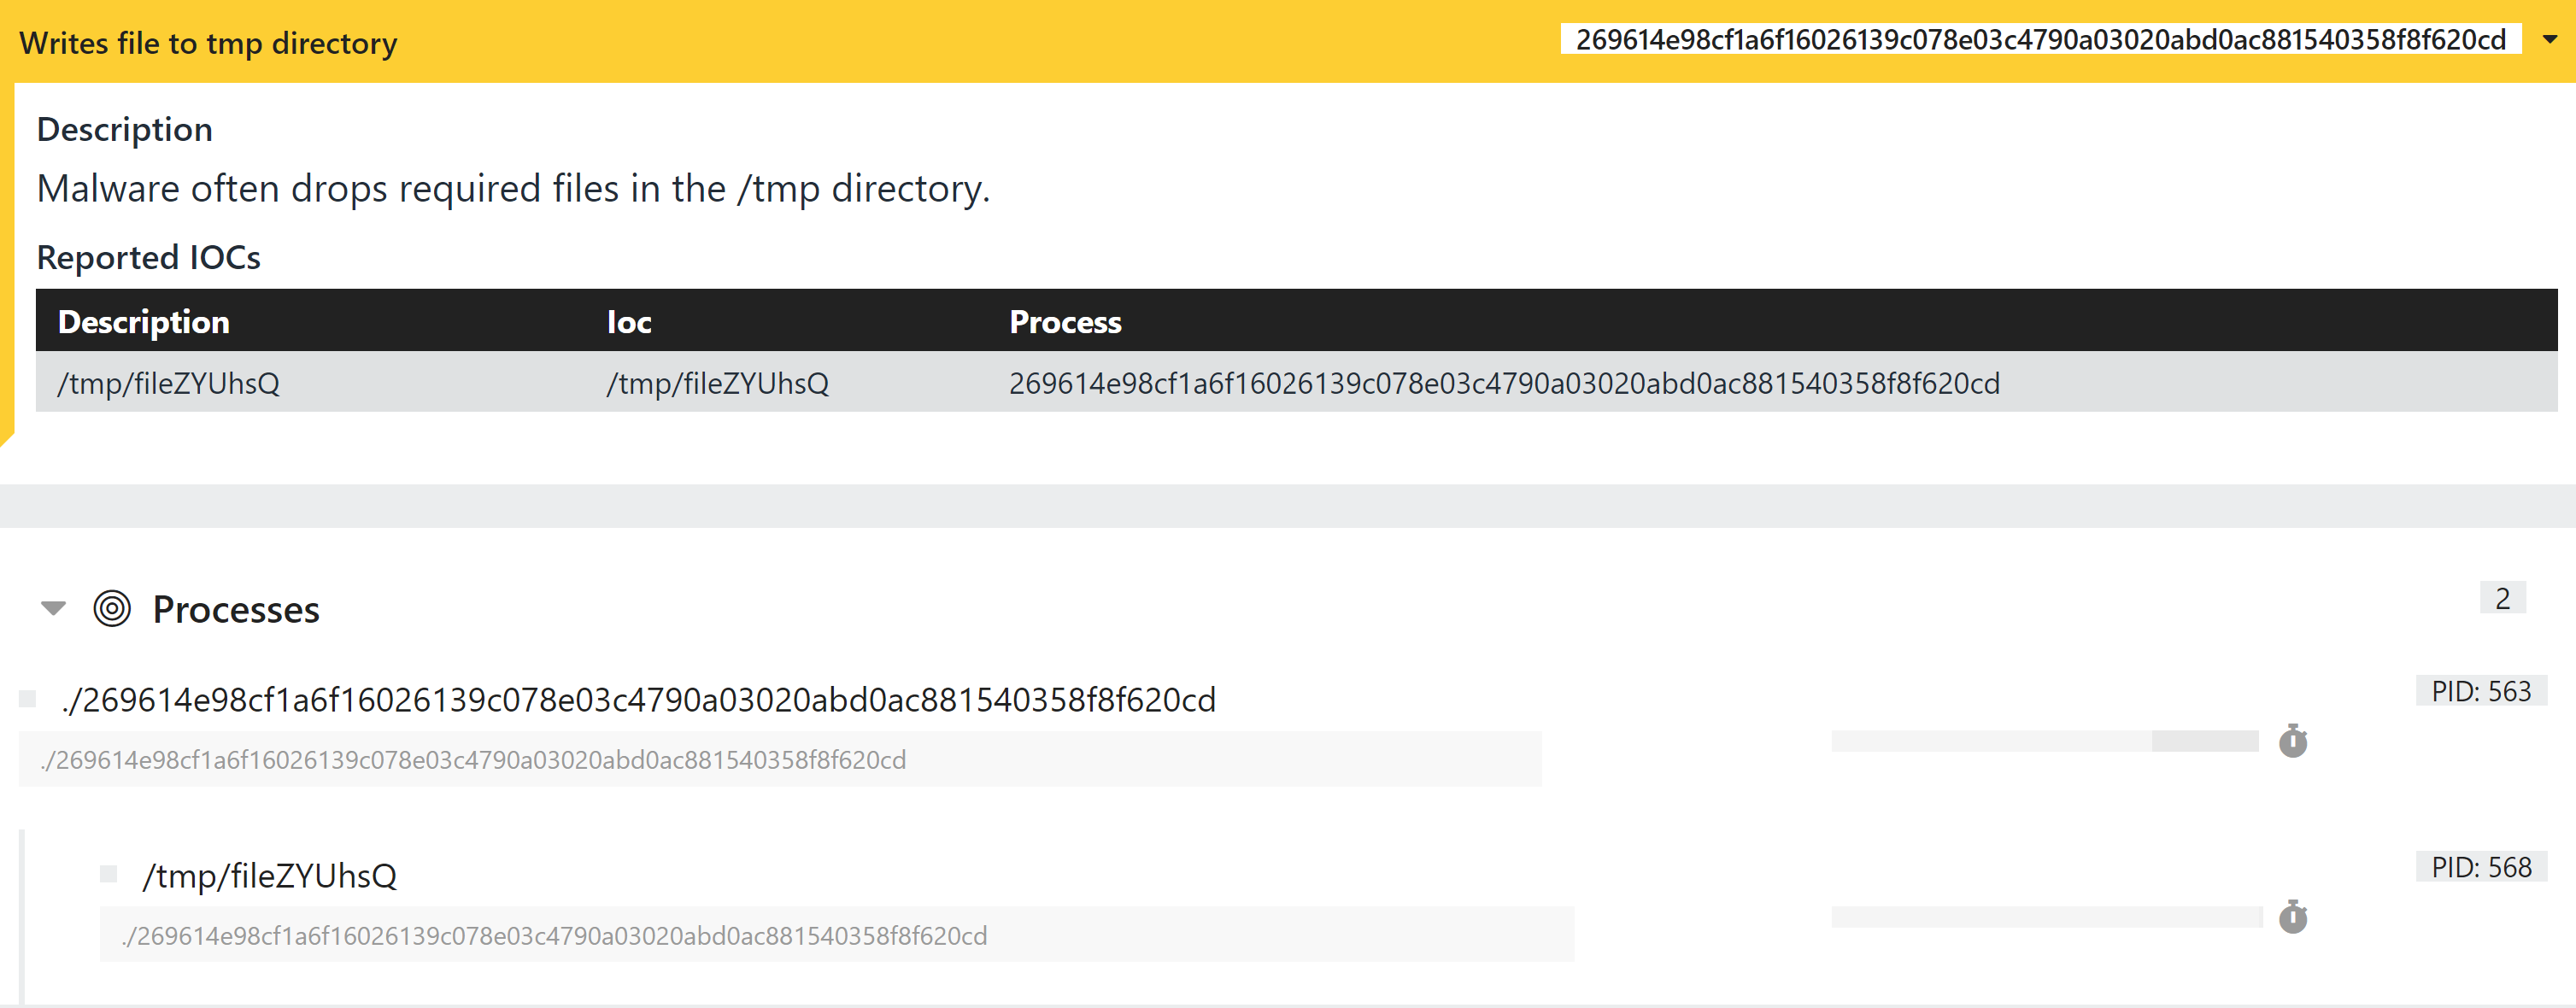 Writes file to tmp directory 269614e98cf1a6f16026139c078e03c4790a03020abd0ac881540358f8f620cd
Description
Malware often drops required files in the /tmp directory.
Reported IOCs
Description Ioc Process
/tmp/fileZYUhsQ /tmp/fileZYUhsQ 269614e98cf1a6f16026139c078e03c4790a03020abd0ac881540358f8f620cd
Processes 2
./269614e98cf1a6f16026139c078e03c4790a03020abd0ac881540358f8f620cd PID: 563
./269614e98cf1a6f16026139c078e03c4790a03020abd0ac881540358f8f620cd
/tmp/fileZYUhsQ PID: 568
./269614e98cf1a6f16026139c078e03c4790a03020abd0ac881540358f8f620cd